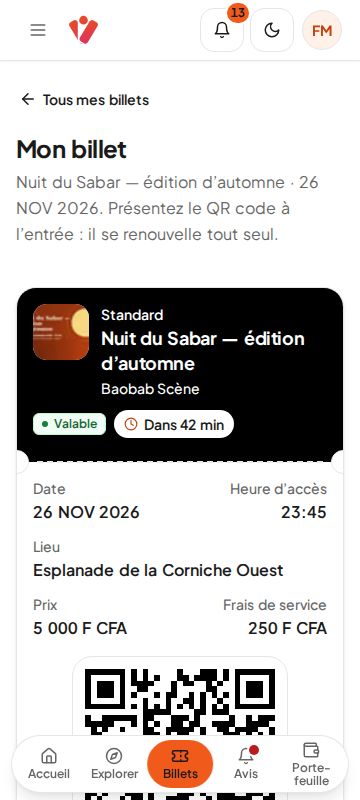 13
FM
Tous mes billets
Mon billet
Nuit du Sabar — édition d’automne · 26
NOV 2026. Présentez le QR code à
l’entrée : il se renouvelle tout seul.
Standard
Nuit du Sabar — édition
d’automne
Baobab Scène
Valable
Dans 42 min
Date
Heure d’accès
26 NOV 2026
23:45
Lieu
Esplanade de la Corniche Ouest
Prix
Frais de service
5 000 F CFA
250 F CFA
Accueil
Explorer
Billets
Avis
Porte-
feuille